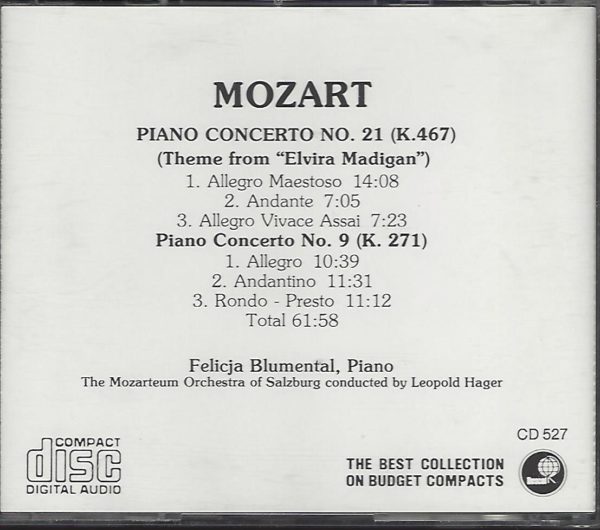 MOZART
PIANO CONCERTO NO. 21 (K.467)
(Theme from "Elvira Madigan")
1. Allegro Maestoso 14:08
2. Andante 7:05
3. Allegro Vivace Assai 7:23
Piano Concerto No. 9 (K. 271)
1. Allegro 10:39
2. Andantino 11:31
3. Rondo - Presto 11:12
Total 61:58
Felicja Blumental, Piano
The Mozarteum Orchestra of Salzburg conducted by Leopold Hager
COMPACT
disc
DIGITAL AUDIO
CD 527
THE BEST COLLECTION
ON BUDGET COMPACTS